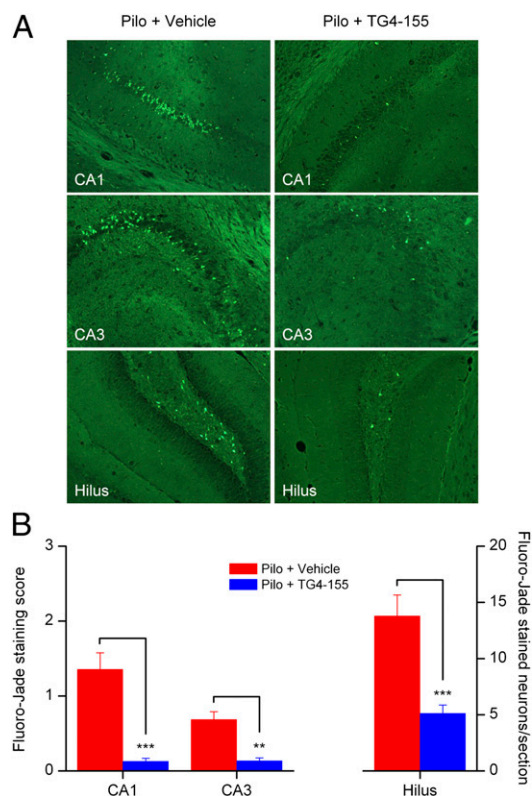 A
Pilo + Vehicle
Pilo + TG4-155
CA1
CA1
CA3
CA3
Hilus
Hilus
B
Fluoro-Jade staining score
3
2
1
0
Pilo + Vehicle
Pilo + TG4-155
***
**
***
CA1
CA3
Hilus
20
15
10
5
0
Fluoro-Jade stained
neurons/section